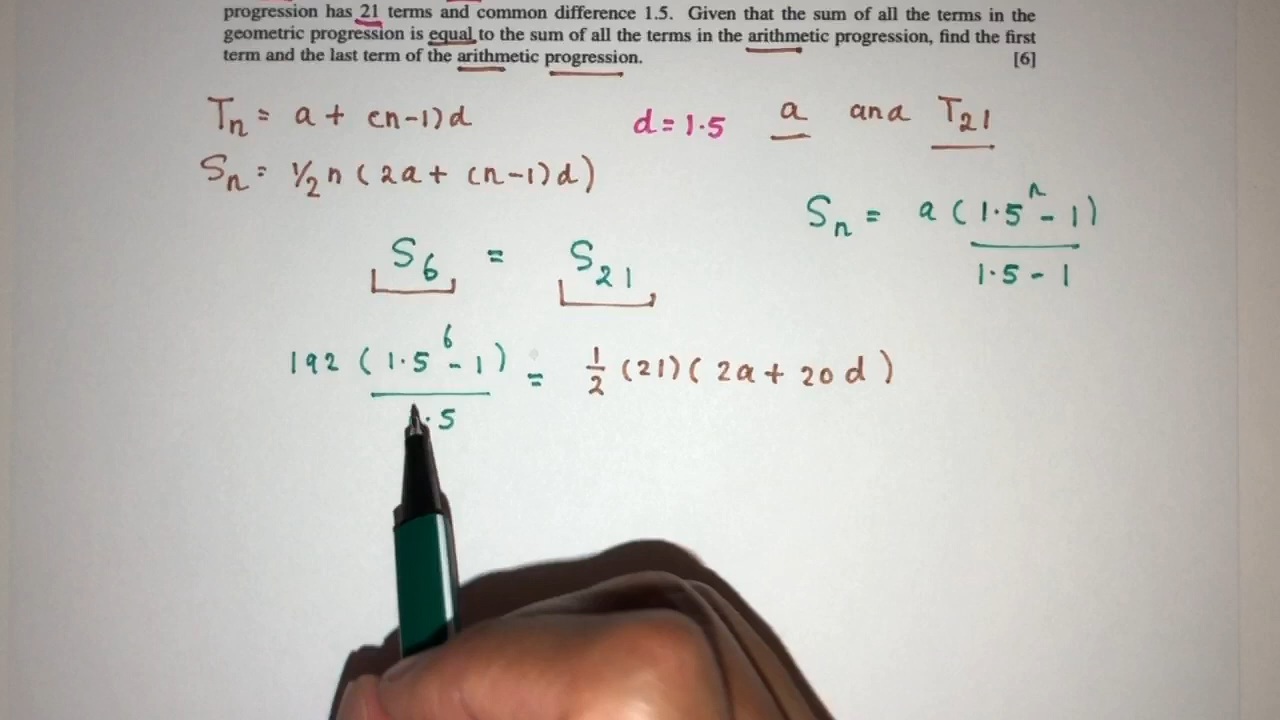 progression has 21 terms and common difference 1.5. Given that the sum of all the terms in the
geometric progression is equal to the sum of all the terms in the arithmetic progression, find the first
term and the last term of the arithmetic progression. [6]
Tn = a + (n-1)d d = 1.5 a and T21
Sn = 1/2 n (2a + (n-1)d)
Sn = a (1.5^n - 1) / 1.5 - 1
S6 = S21
192 (1.5^6 - 1) / .5 = 1/2 (21) (2a + 20d)